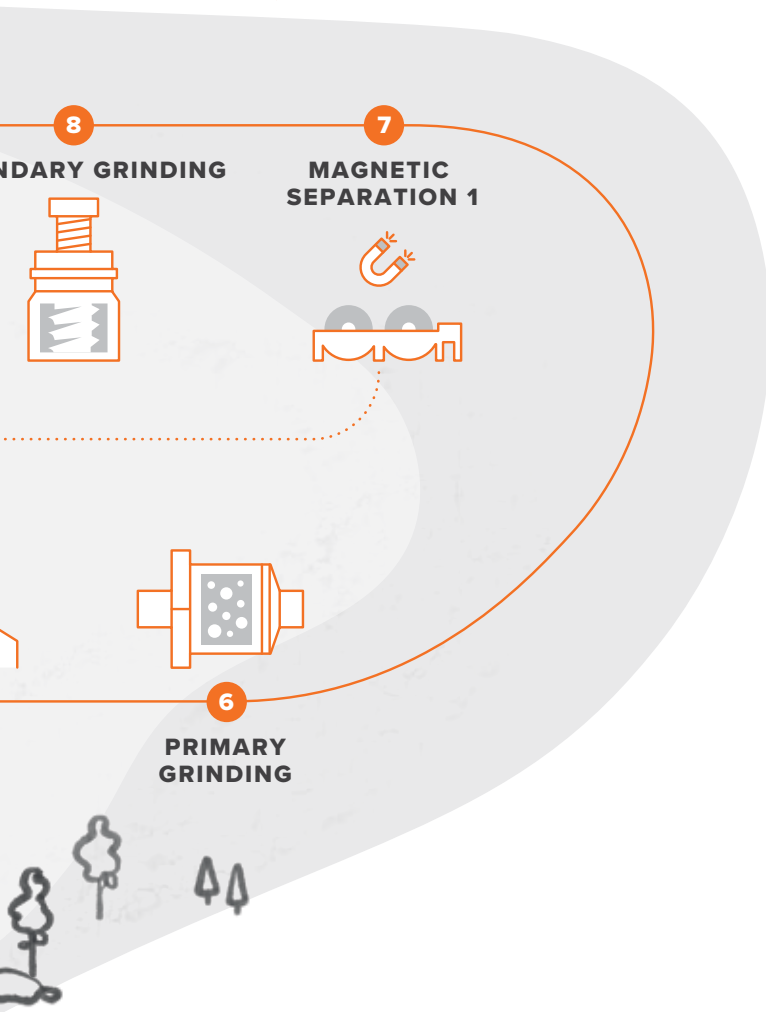 8
7
NDARY GRINDING
MAGNETIC
SEPARATION 1
6
PRIMARY
GRINDING